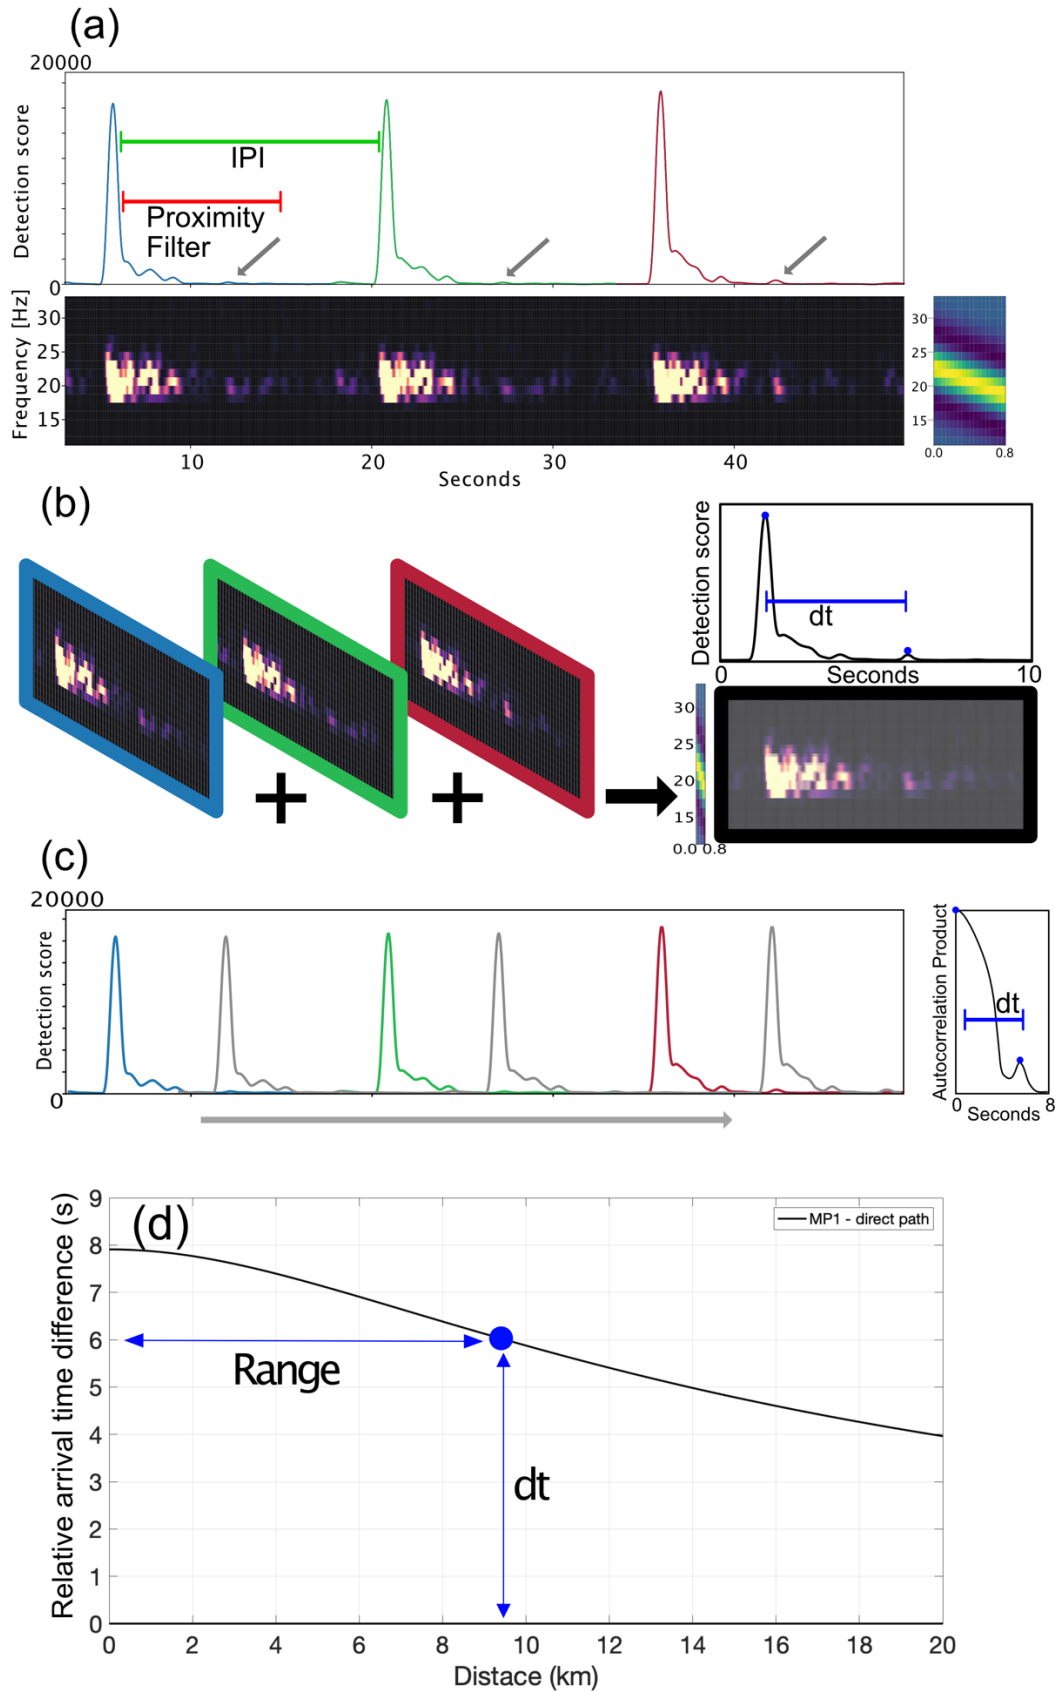 (a)
20000
Detection score
IPI
Proximity
Filter
0
Frequency [Hz]
30
25
20
15
10 20 30 40
Seconds
30
25
20
15
0.0 0.8
(b)
Detection score
dt
Seconds 10
30
25
20
15
0.0 0.8
(c)
20000
Detection score
0
Autocorrelation Product
dt
0 8
Seconds
(d)
Relative arrival time difference (s)
9
8
7
6
5
4
3
2
1
0
MP1 - direct path
Range
dt
0 2 4 6 8 10 12 14 16 18 20
Distace (km)